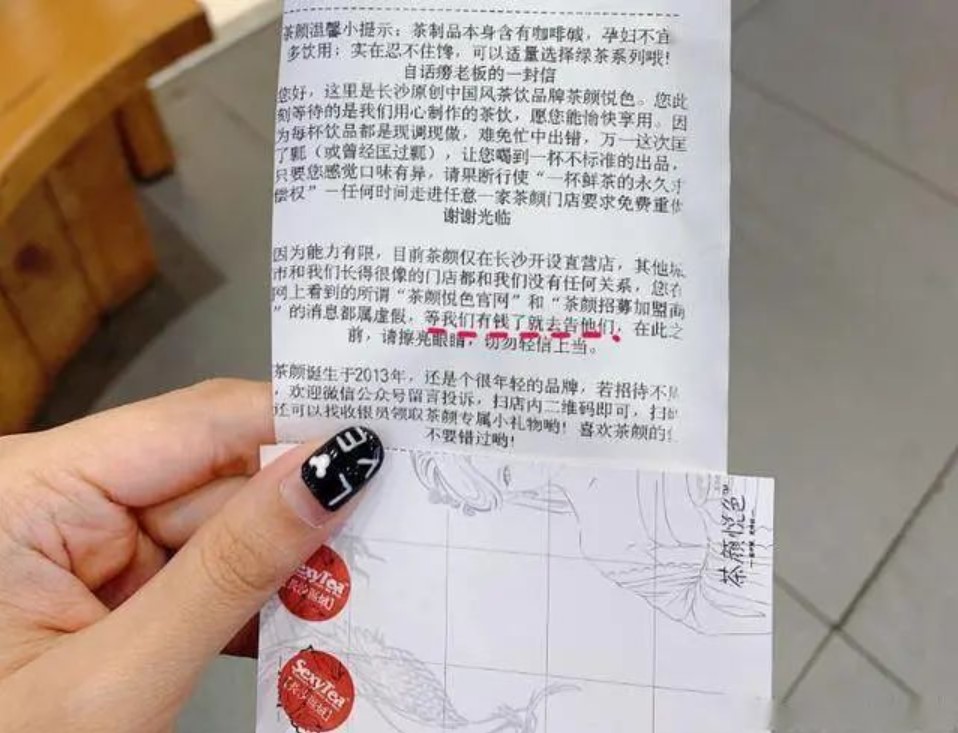 茶颜温馨小提示：茶制品本身含有咖啡碱，孕妇不宜
多饮用；实在忍不住馋，可以适量选择绿茶系列哦！
自话痨老板的一封信
您好，这里是长沙原创中国风茶饮品牌茶颜悦色。您此
刻等待的是我们用心制作的茶饮，愿您能怡快享用。因
为每杯饮品都是现调现做，难免忙中出错，万一这次匡
了瓢（或曾经匡过瓢），让您喝到一杯不标准的出品，
只要您感觉口味有异，请果断行使“一杯鲜茶的永久求
偿权”－任何时间走进任意一家茶颜门店要求免费重做
谢谢光临
因为能力有限，目前茶颜仅在长沙开设直营店，其他城
市和我们长得很像的门店都和我们没有任何关系，您在
网上看到的所谓“茶颜悦色官网”和“茶颜招募加盟商
”的消息都属虚假，等我们有钱了就去告他们，在此之
前，请擦亮眼睛，切勿轻信上当。
茶颜诞生于2013年，还是个很年轻的品牌，若招待不周
，欢迎微信公众号留言投诉，扫店内二维码即可，扫
还可以找收银员领取茶颜专属小礼物哟！喜欢茶颜的
不要错过哟！
茶颜悦色
SexyTea
SexyTea